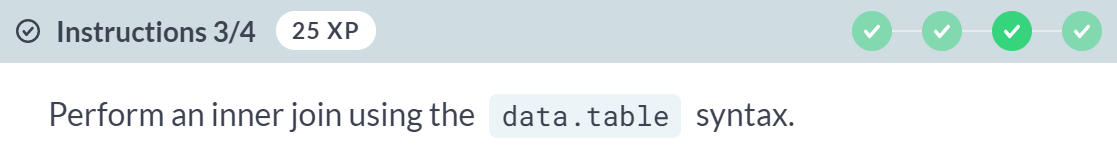 Instructions 3/4 25 XP
Perform an inner join using the data.table syntax.